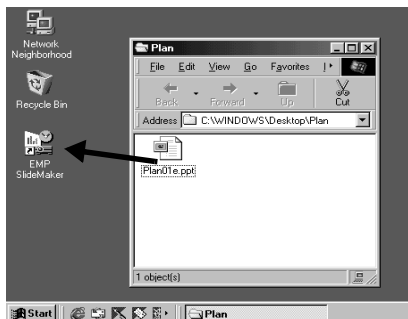 Network
Neighborhood
Recycle Bin
EMP
SlideMaker
Plan
File Edit View Go Favorites
Back Forward Up Cut
Address C:\WINDOWS\Desktop\Plan
Plan01e.ppt
1 object(s)
Start Plan